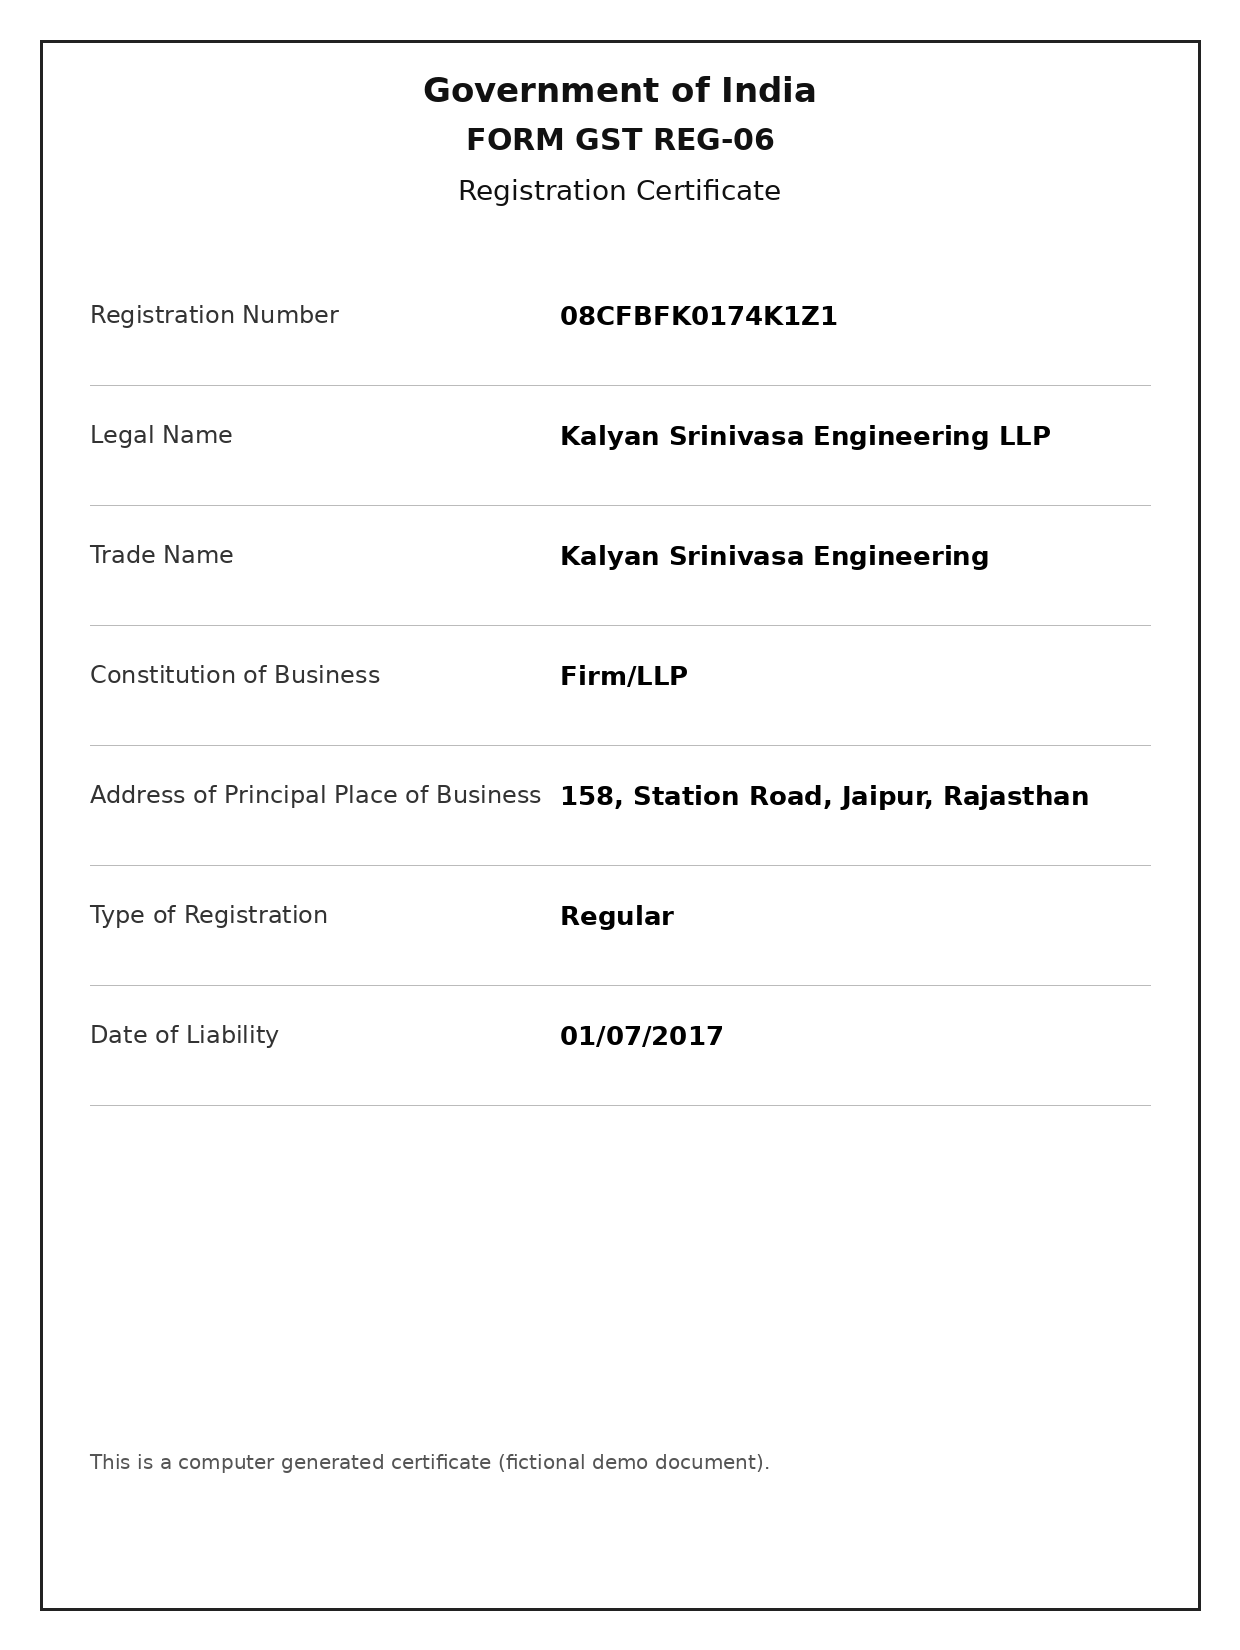 Government of India
FORM GST REG-06
Registration Certificate
Registration Number 08CFBFK0174K1Z1
Legal Name Kalyan Srinivasa Engineering LLP
Trade Name Kalyan Srinivasa Engineering
Constitution of Business Firm/LLP
Address of Principal Place of Business 158, Station Road, Jaipur, Rajasthan
Type of Registration Regular
Date of Liability 01/07/2017
This is a computer generated certificate (fictional demo document).